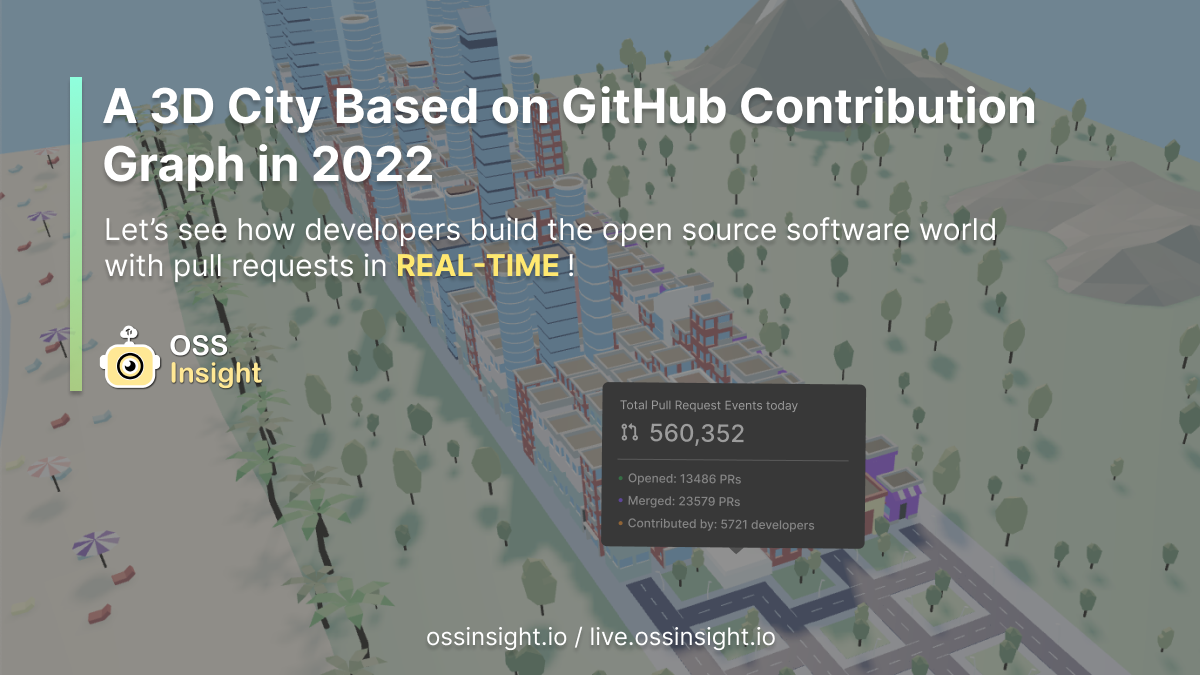 A 3D City Based on GitHub Contribution
Graph in 2022
Let’s see how developers build the open source software world
with pull requests in REAL-TIME !
OSS
Insight
Total Pull Request Events today
560,352
Opened: 13486 PRs
Merged: 23579 PRs
Contributed by: 5721 developers
ossinsight.io / live.ossinsight.io